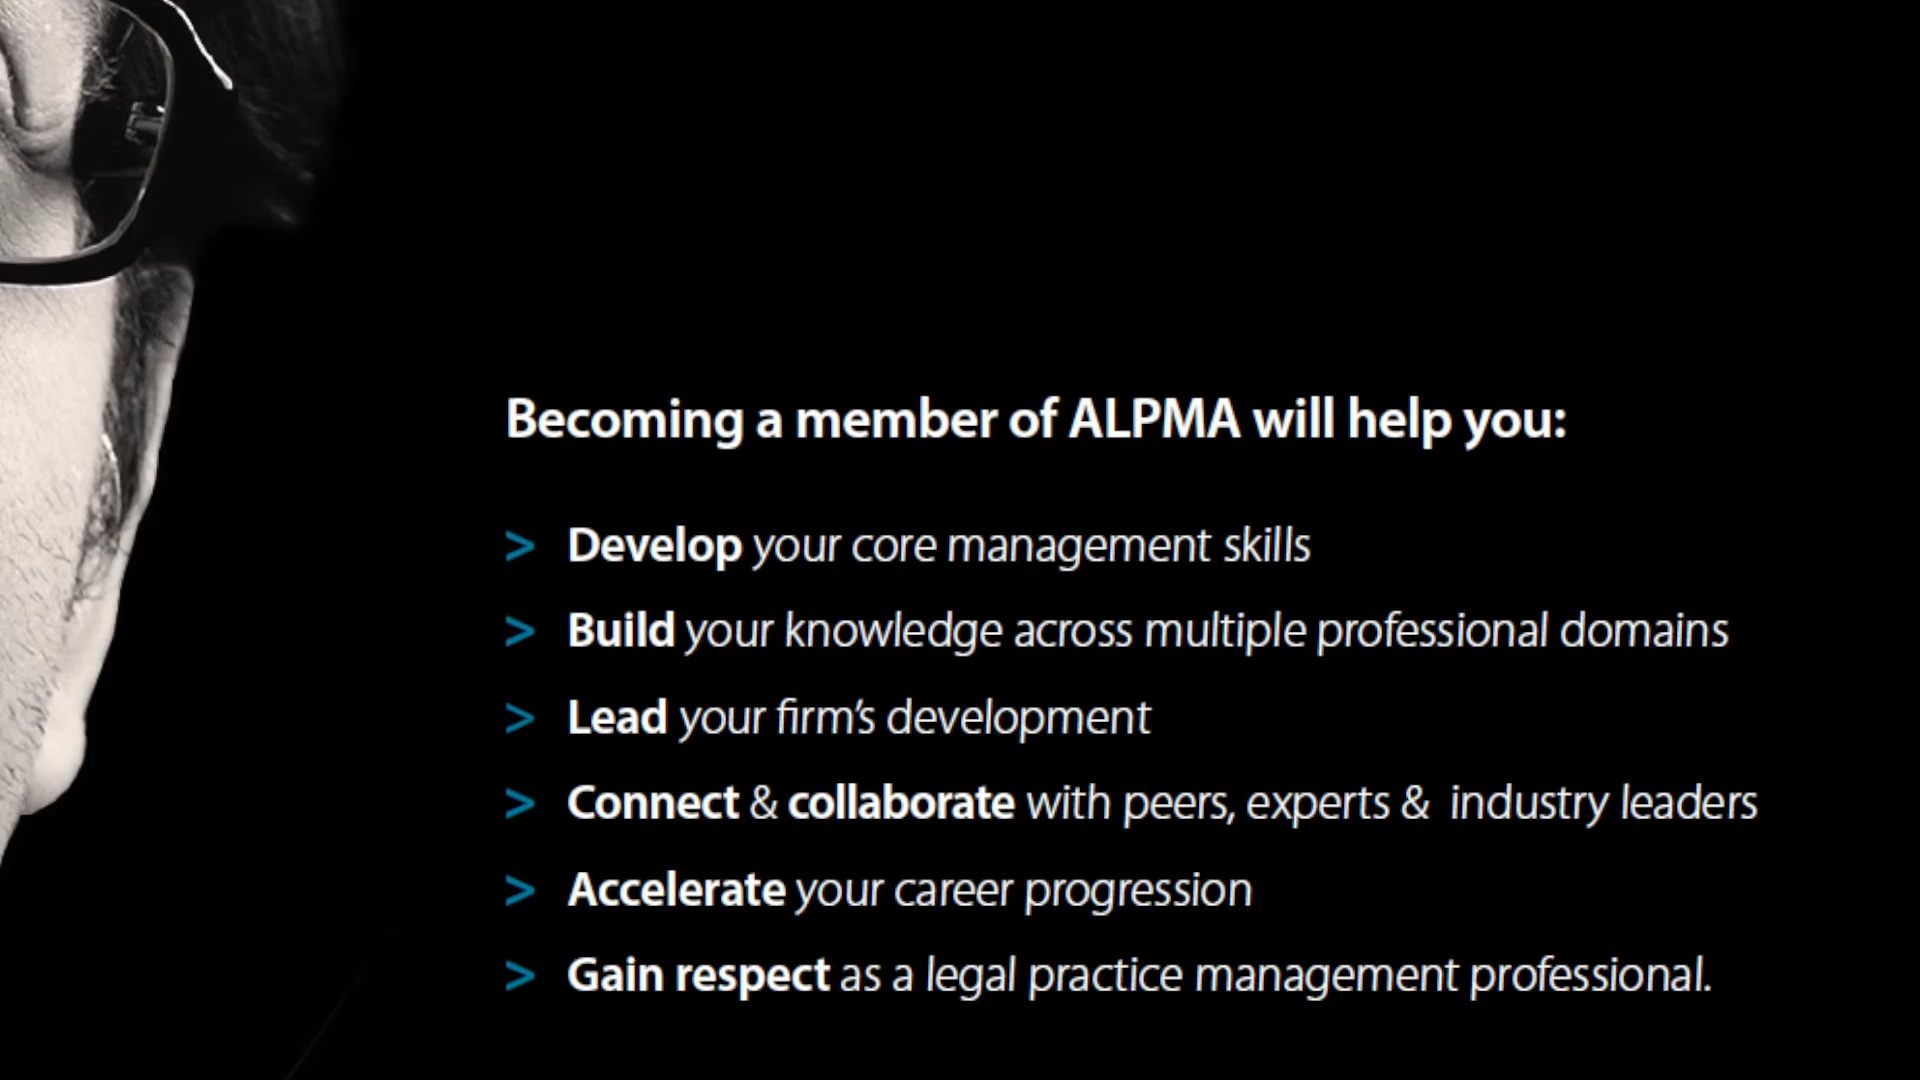 Becoming a member of ALPMA will help you:
> Develop your core management skills
> Build your knowledge across multiple professional domains
> Lead your firm’s development
> Connect & collaborate with peers, experts &  industry leaders
> Accelerate your career progression
> Gain respect as a legal practice management professional.